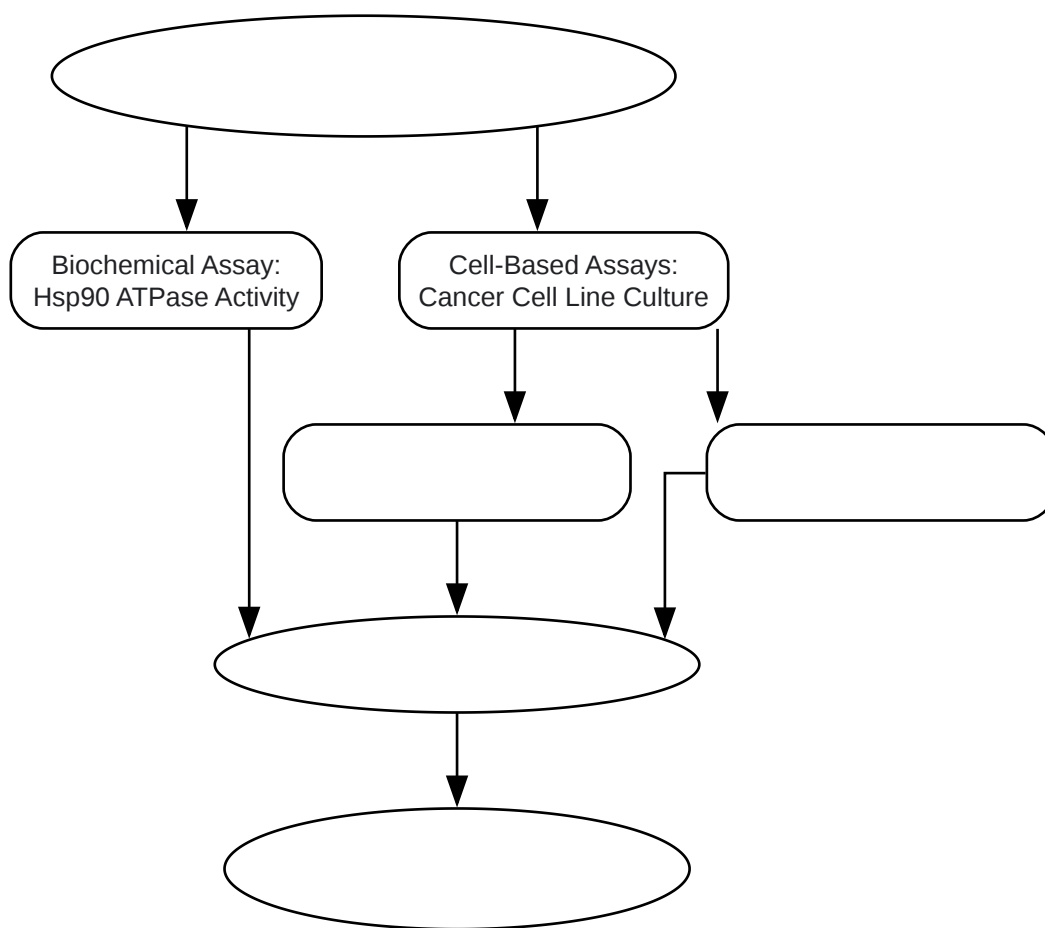 Biochemical Assay:
Hsp90 ATPase Activity
Cell-Based Assays:
Cancer Cell Line Culture